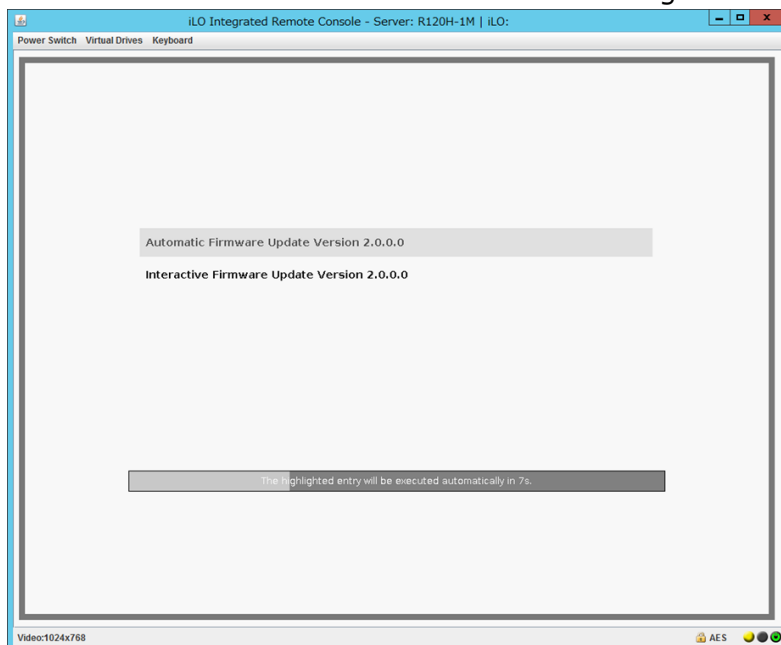 iLO Integrated Remote Console - Server: R120H-1M | iLO:
Power Switch Virtual Drives Keyboard
Automatic Firmware Update Version 2.0.0.0
Interactive Firmware Update Version 2.0.0.0
The highlighted entry will be executed automatically in 7s.
Video:1024x768
AES